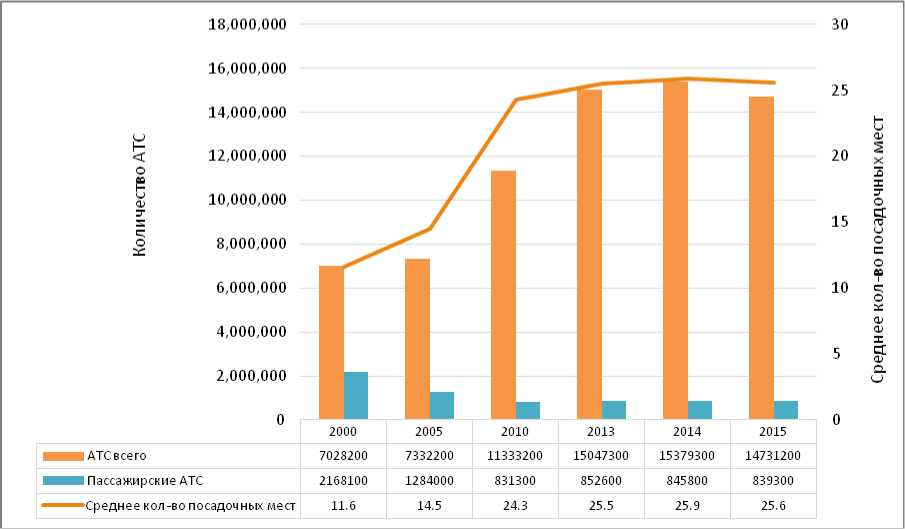 18,000,000
16,000,000
14,000,000
12,000,000
10,000,000
8,000,000
6,000,000
4,000,000
2,000,000
0
Количество АТС
30
25
20
15
10
5
0
Среднее кол-во посадочных мест
2000 2005 2010 2013 2014 2015
АТС всего 7028200 7332200 11333200 15047300 15379300 14731200
Пассажирские АТС 2168100 1284000 831300 852600 845800 839300
Среднее кол-во посадочных мест 11.6 14.5 24.3 25.5 25.9 25.6